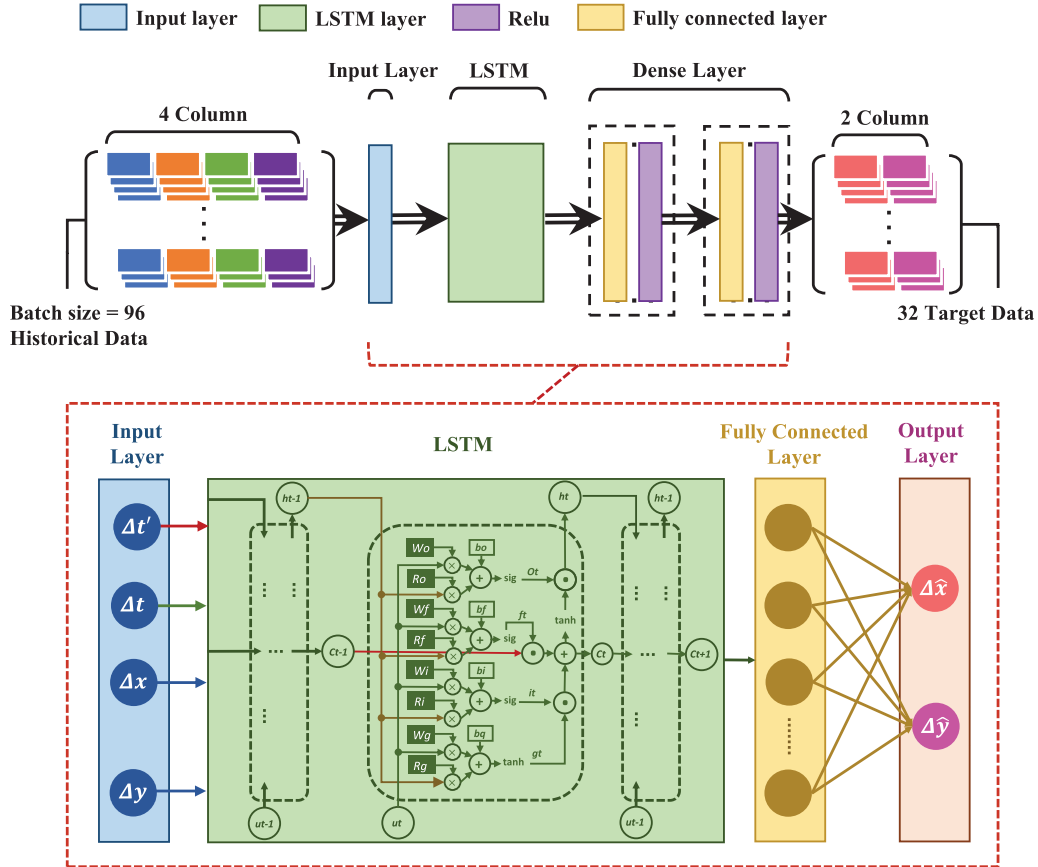 Input layer
LSTM layer
Relu
Fully connected layer
Input Layer
LSTM
Dense Layer
4 Column
2 Column
Batch size = 96
Historical Data
32 Target Data
Input
Layer
LSTM
Fully Connected
Layer
Output
Layer
Δt'
Δt
Δx
Δy
ht-1
ht
ht-1
Wo
bo
Ro
sig
Ot
Wf
bf
ft
Rf
sig
tanh
Ct-1
Ct
Ct+1
Wi
bi
Ri
sig
it
Wg
bq
Rg
tanh
gt
ut-1
ut
ut-1
Δx̂
Δŷ